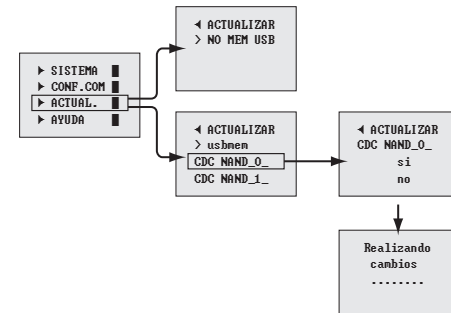 ◀ ACTUALIZAR
> NO MEM USB
▶ SISTEMA
▶ CONF.COM
▶ ACTUAL.
▶ AYUDA
◀ ACTUALIZAR
> usbmem
CDC NAND_0_
CDC NAND_1_
◀ ACTUALIZAR
CDC NAND_0_
si
no
Realizando
cambios
........